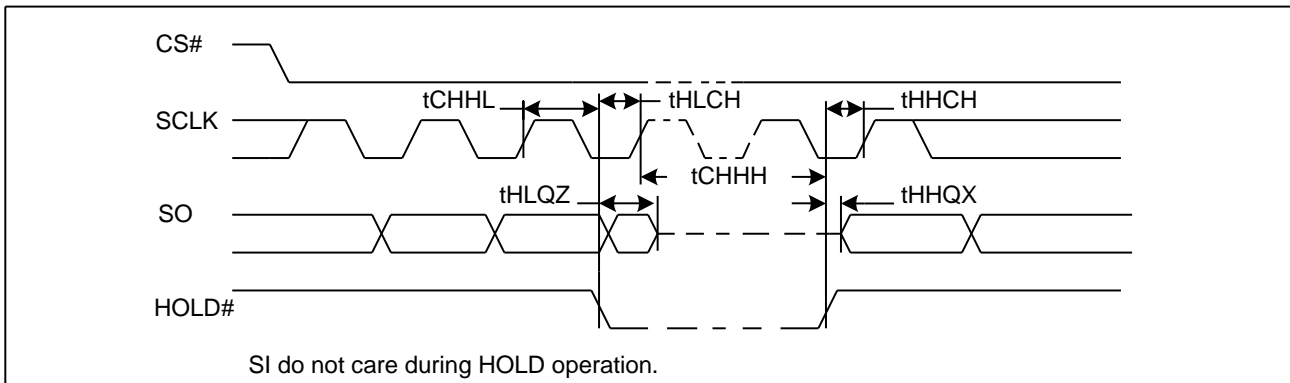 CS#
tCHHL
tHLCH
tHHCH
SCLK
tCHHH
tHLQZ
tHHQX
SO
HOLD#
SI do not care during HOLD operation.